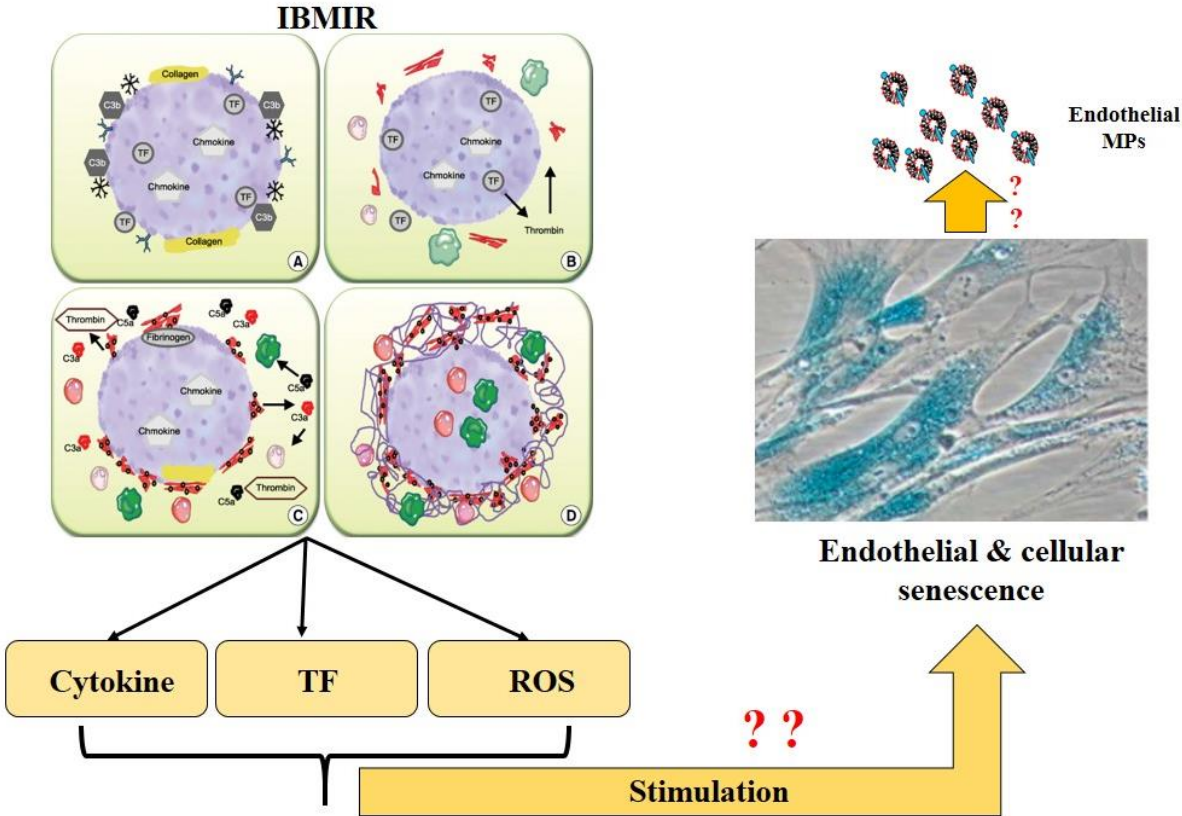 IBMIR
Collagen
C3b
C3b
TF
Chmokine
TF
C3b
Chmokine
TF
C3b
TF
Collagen
A
TF
TF
Chmokine
Chmokine
TF
TF
Thrombin
B
Thrombin
C5a
C5a
C3a
Fibrinogen
C3a
Chmokine
C5a
Chmokine
C3a
C3a
C5a
Thrombin
C
D
Cytokine
TF
ROS
? ?
Stimulation
Endothelial
MPs
?
?
Endothelial & cellular
senescence